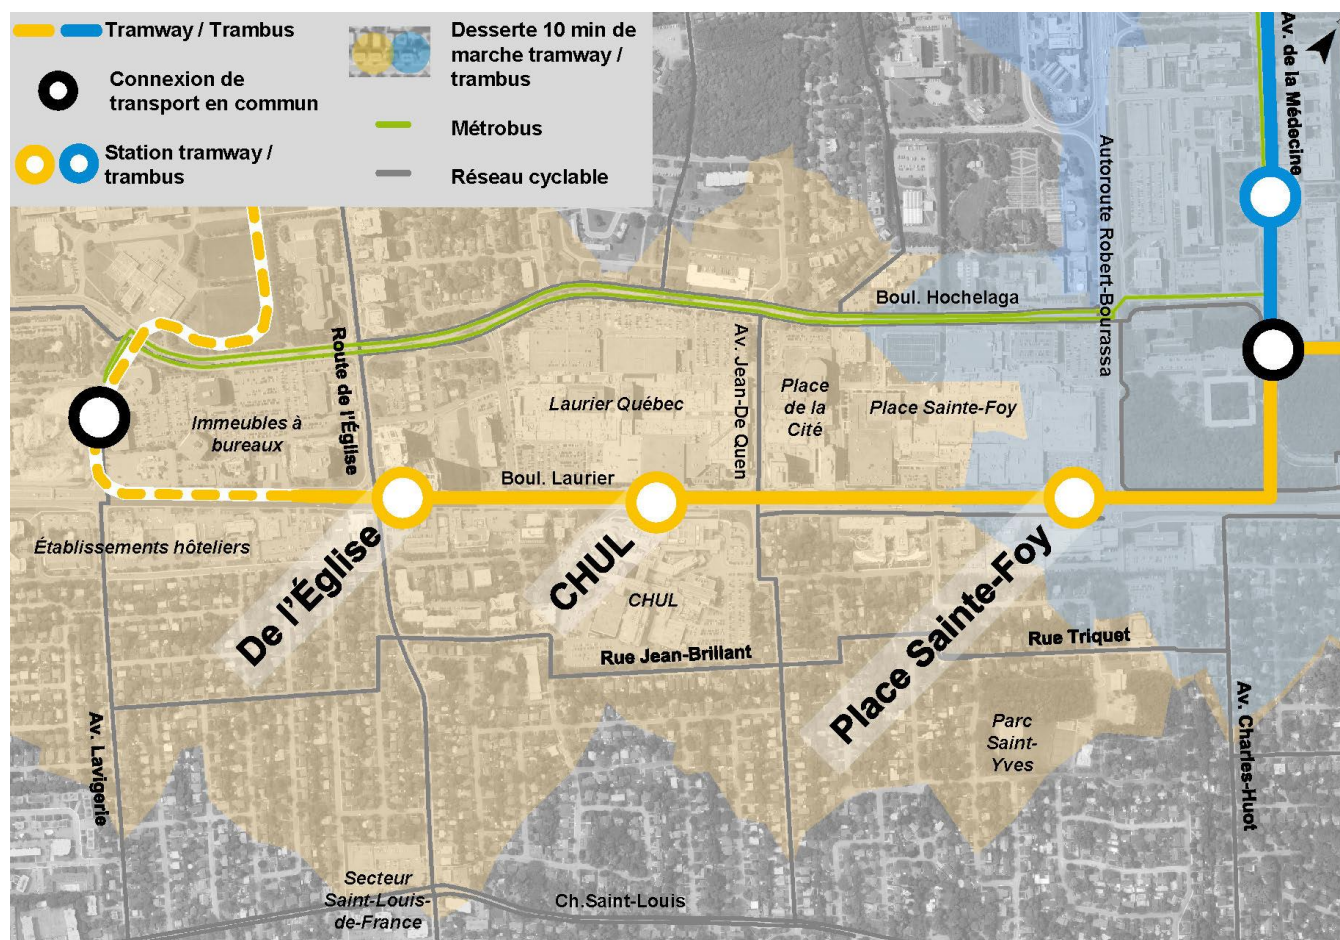 Tramway / Trambus
Connexion de
transport en commun
Station tramway /
trambus
Desserte 10 min de
marche tramway /
trambus
Métrobus
Réseau cyclable
Av. de la Médecine
Autoroute Robert-Bourassa
Boul. Hochelaga
Route de l'Église
Av. Jean-De Quen
Immeubles à
bureaux
Laurier Québec
Place
de la
Cité
Place Sainte-Foy
Boul. Laurier
Établissements hôteliers
De l'Église
CHUL
CHUL
Place Sainte-Foy
Rue Jean-Brillant
Rue Triquet
Av. Lavigerie
Parc
Saint-
Yves
Av. Charles-Huot
Secteur
Saint-Louis-
de-France
Ch.Saint-Louis